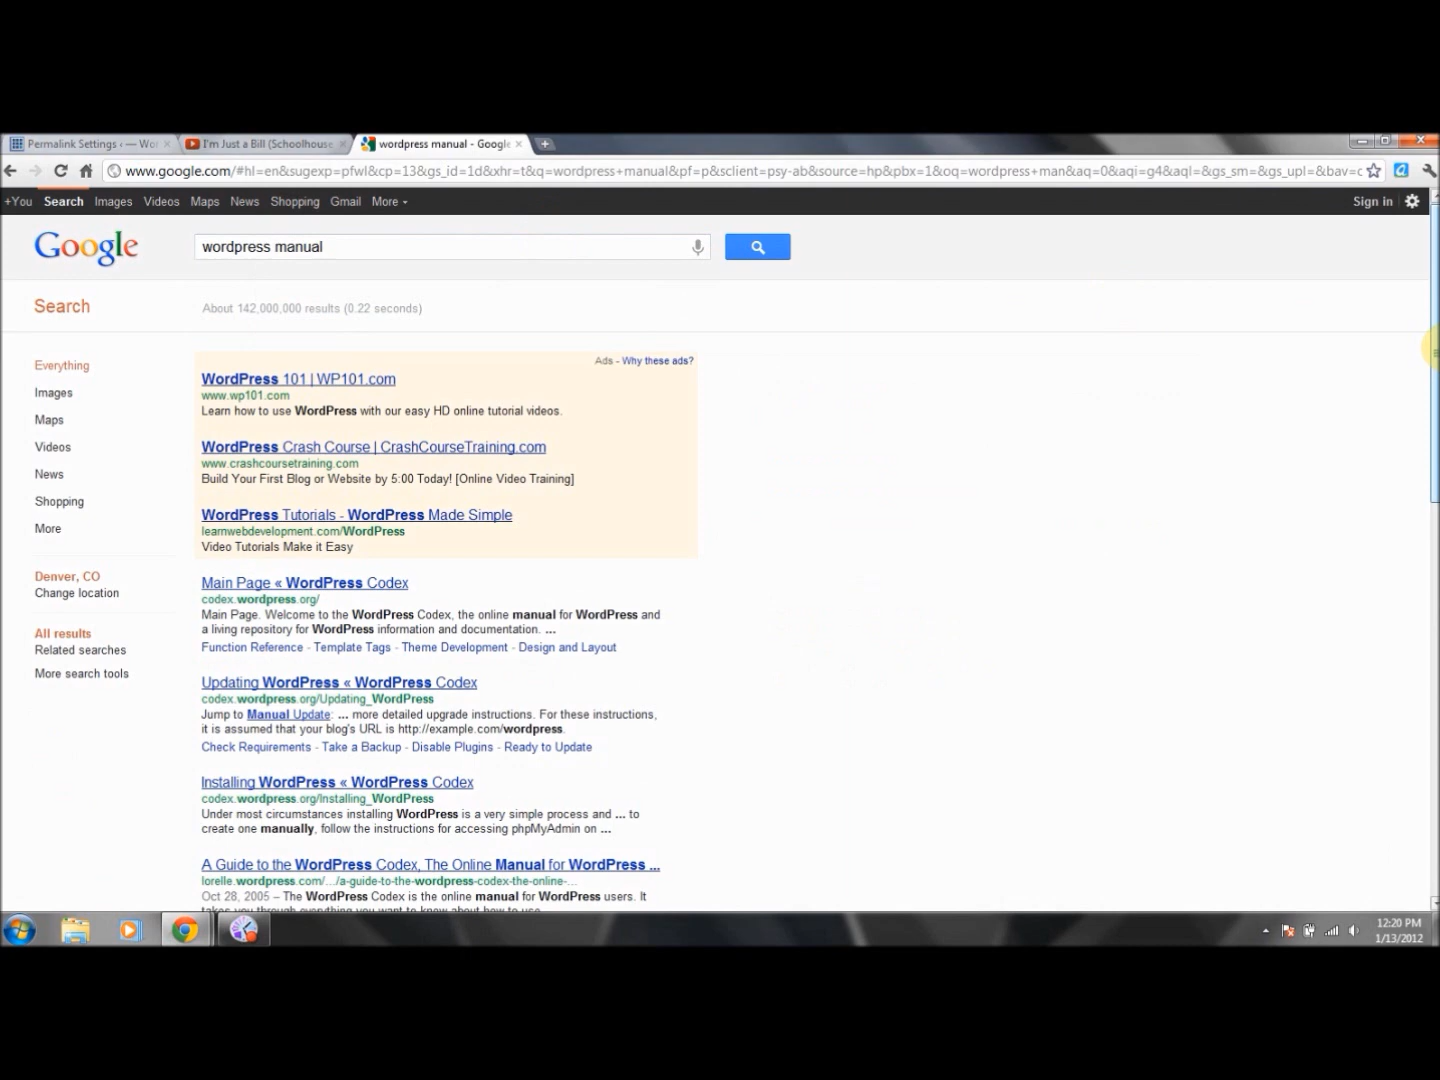 Permalink Settings ‹ — Wor
I'm Just a Bill (Schoolhouse
wordpress manual - Google
www.google.com/#hl=en&sugexp=pfwl&cp=13&gs_id=1d&xhr=t&q=wordpress+manual&pf=p&sclient=psy-ab&source=hp&pbx=1&oq=wordpress+man&aq=0&aqi=g4&aql=&gs_sm=&gs_upl=&bav=c
+You Search Images Videos Maps News Shopping Gmail More
Sign in
Google
wordpress manual
Search
About 142,000,000 results (0.22 seconds)
Everything
Images
Maps
Videos
News
Shopping
More
Denver, CO
Change location
All results
Related searches
More search tools
Ads - Why these ads?
WordPress 101 | WP101.com
www.wp101.com
Learn how to use WordPress with our easy HD online tutorial videos.
WordPress Crash Course | CrashCourseTraining.com
www.crashcoursetraining.com
Build Your First Blog or Website by 5:00 Today! [Online Video Training]
WordPress Tutorials - WordPress Made Simple
learnwebdevelopment.com/WordPress
Video Tutorials Make it Easy
Main Page « WordPress Codex
codex.wordpress.org/
Main Page. Welcome to the WordPress Codex, the online manual for WordPress and
a living repository for WordPress information and documentation. ...
Function Reference - Template Tags - Theme Development - Design and Layout
Updating WordPress « WordPress Codex
codex.wordpress.org/Updating_WordPress
Jump to Manual Update: ... more detailed upgrade instructions. For these instructions,
it is assumed that your blog's URL is http://example.com/wordpress.
Check Requirements - Take a Backup - Disable Plugins - Ready to Update
Installing WordPress « WordPress Codex
codex.wordpress.org/Installing_WordPress
Under most circumstances installing WordPress is a very simple process and ... to
create one manually, follow the instructions for accessing phpMyAdmin on ...
A Guide to the WordPress Codex, The Online Manual for WordPress ...
lorelle.wordpress.com/.../a-guide-to-the-wordpress-codex-the-online-...
Oct 28, 2005 – The WordPress Codex is the online manual for WordPress users. It
takes you through everything you want to know about how to use
12:20 PM
1/13/2012